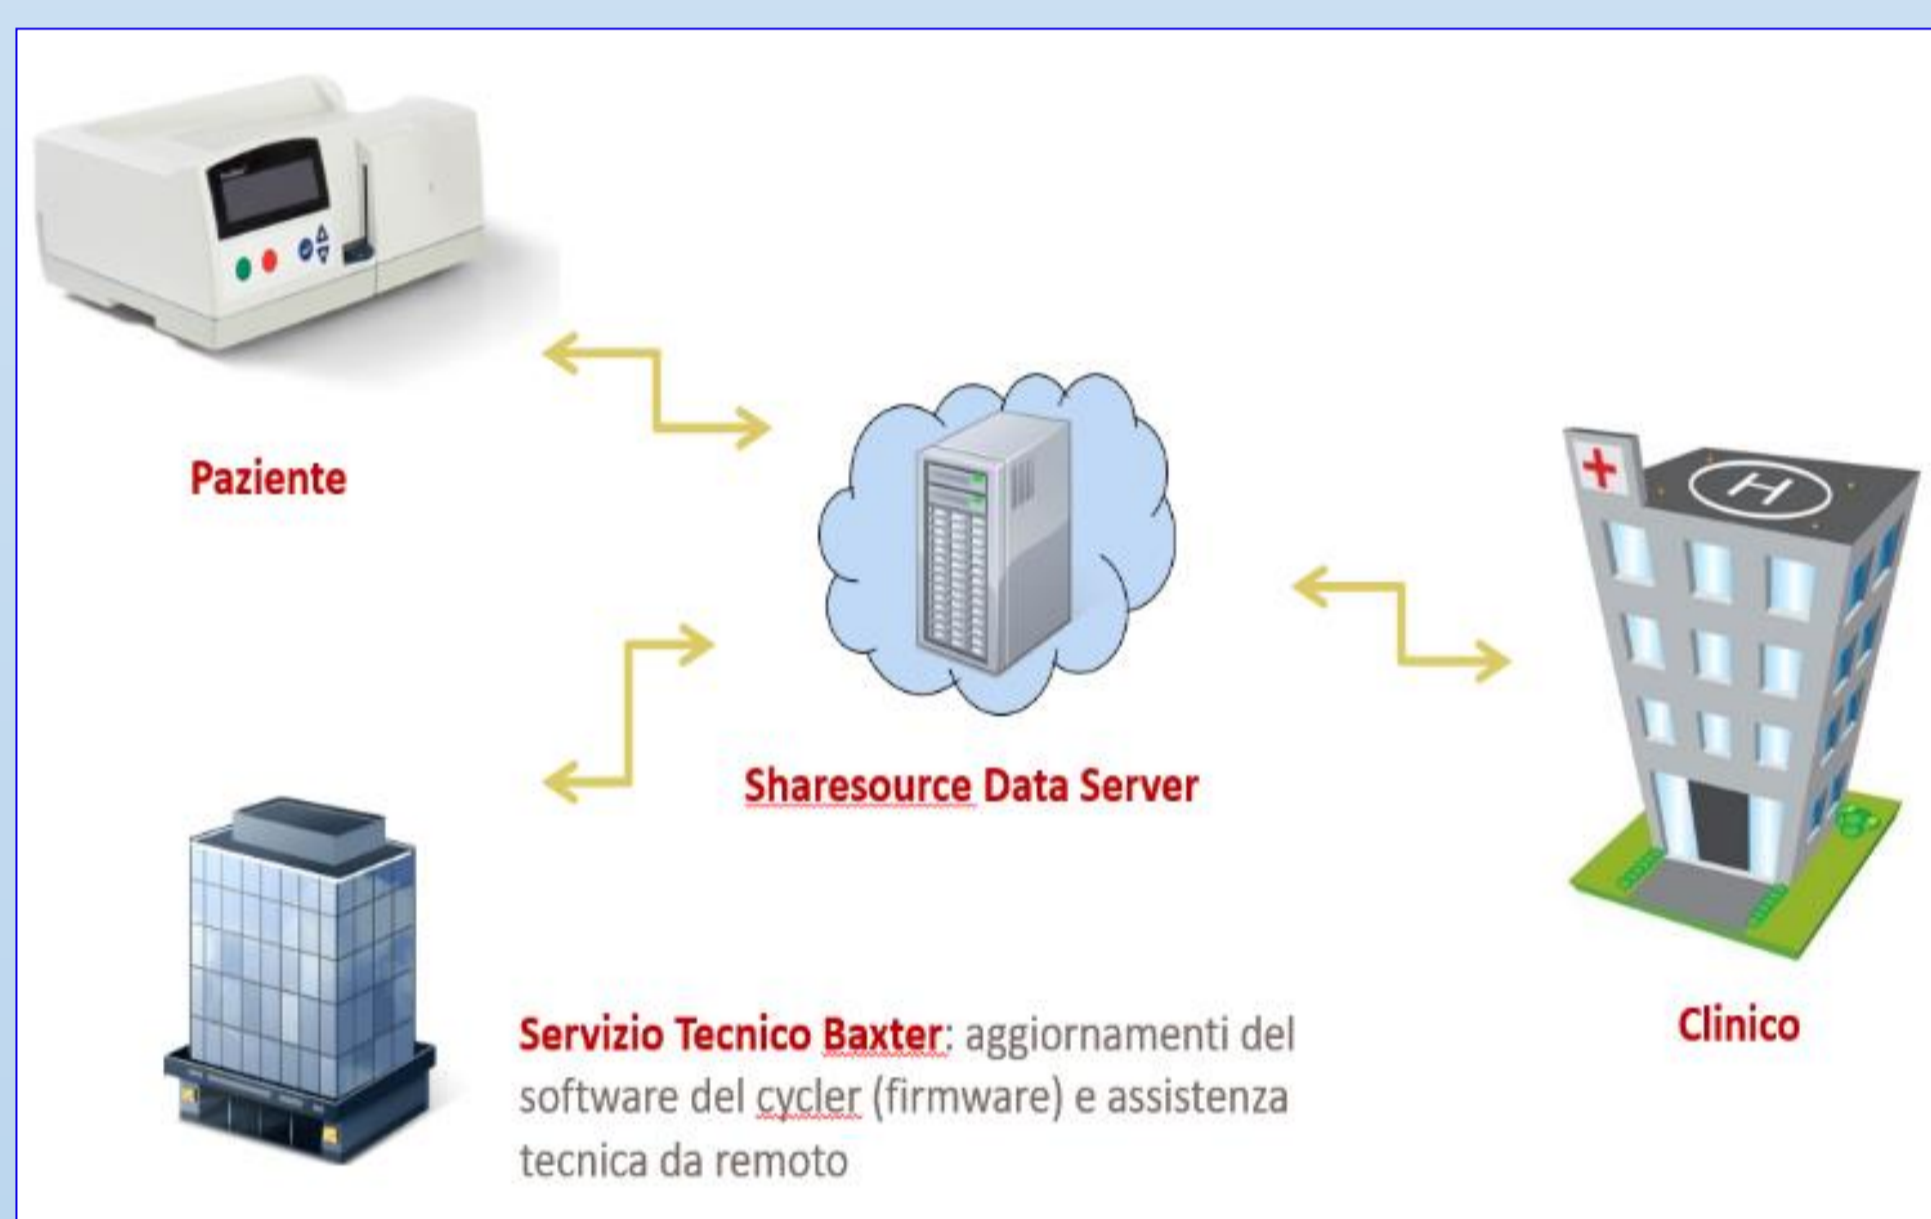 Paziente
H
Sharesource Data Server
Clinico
Servizio Tecnico Baxter: aggiornamenti del
software del cycler (firmware) e assistenza
tecnica da remoto